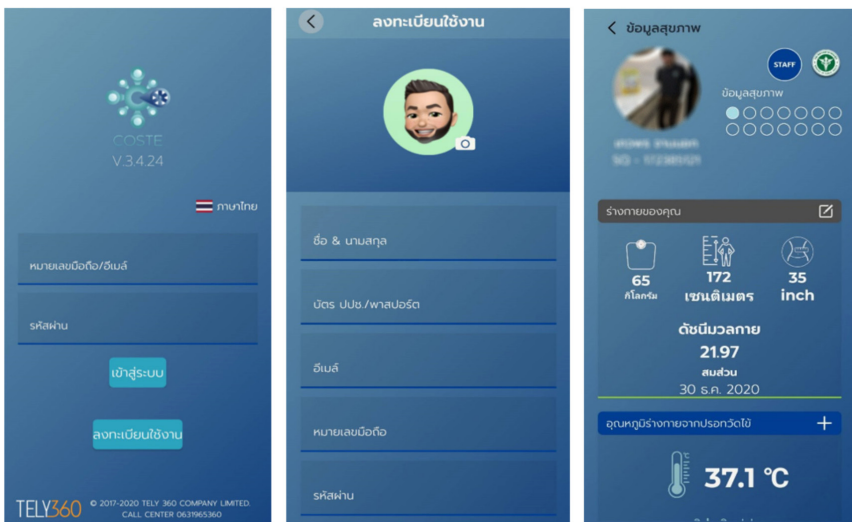 COSTE
V.3.4.24
ภาษาไทย
หมายเลขมือถือ/อีเมล์
รหัสผ่าน
เข้าสู่ระบบ
ลงทะเบียนใช้งาน
TELY360
© 2017-2020 TELY 360 COMPANY LIMITED.
CALL CENTER 0631965360
ลงทะเบียนใช้งาน
ชื่อ & นามสกุล
บัตร ปปช./พาสปอร์ต
อีเมล์
หมายเลขมือถือ
รหัสผ่าน
ข้อมูลสุขภาพ
STAFF
ข้อมูลสุขภาพ
ร่างกายของคุณ
65
กิโลกรัม
172
เซนติเมตร
35
inch
ดัชนีมวลกาย
21.97
สมส่วน
30 ธ.ค. 2020
อุณหภูมิร่างกายจากปรอทวัดไข้
37.1 °C